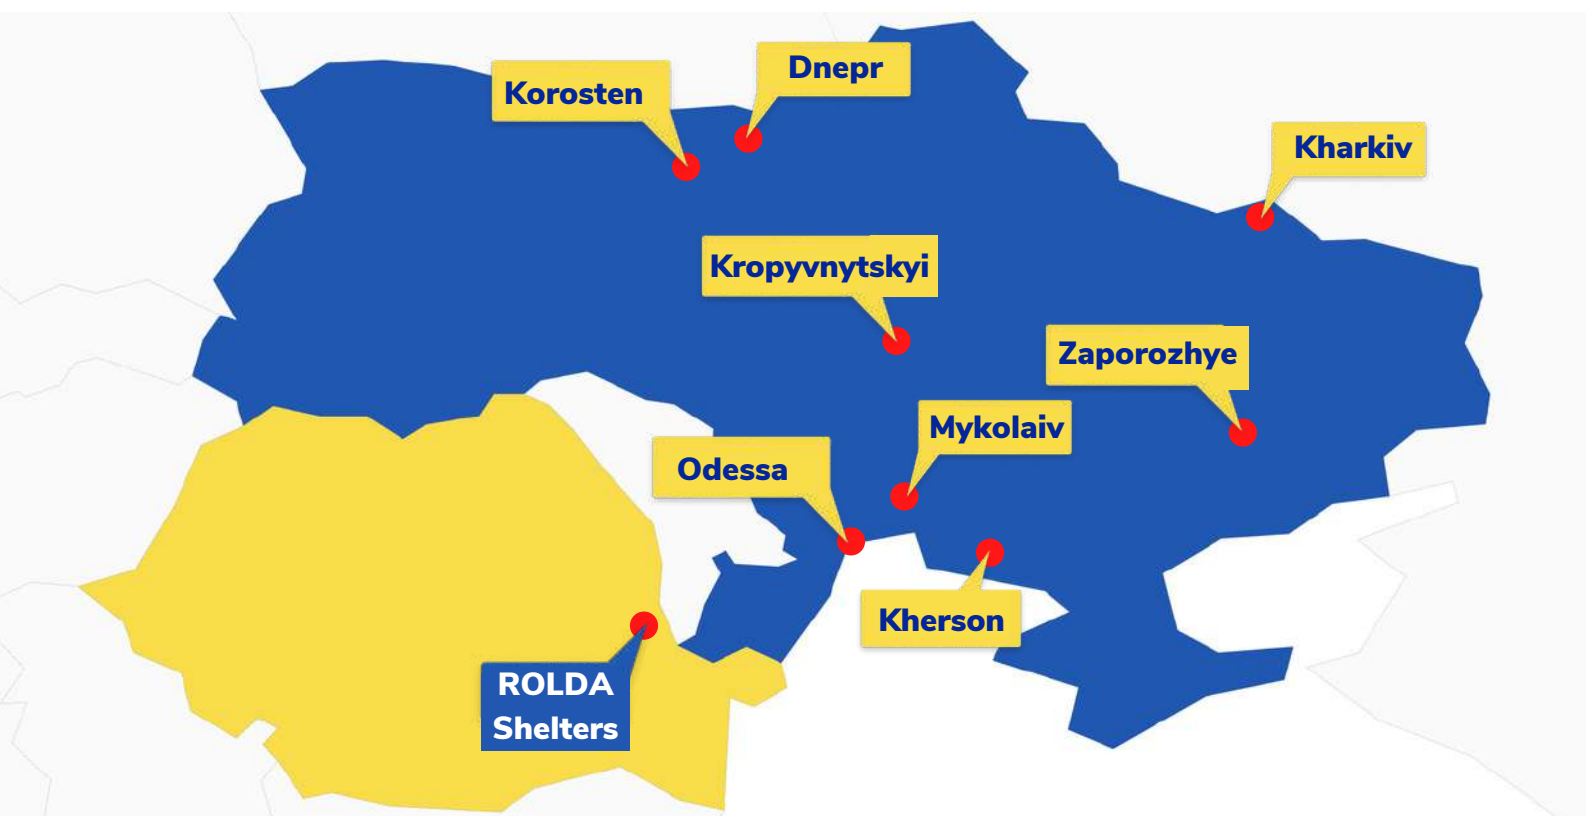 Dnepr
Korosten
Kharkiv
Kropyvnytskyi
Zaporozhye
Mykolaiv
Odessa
Kherson
ROLDA
Shelters